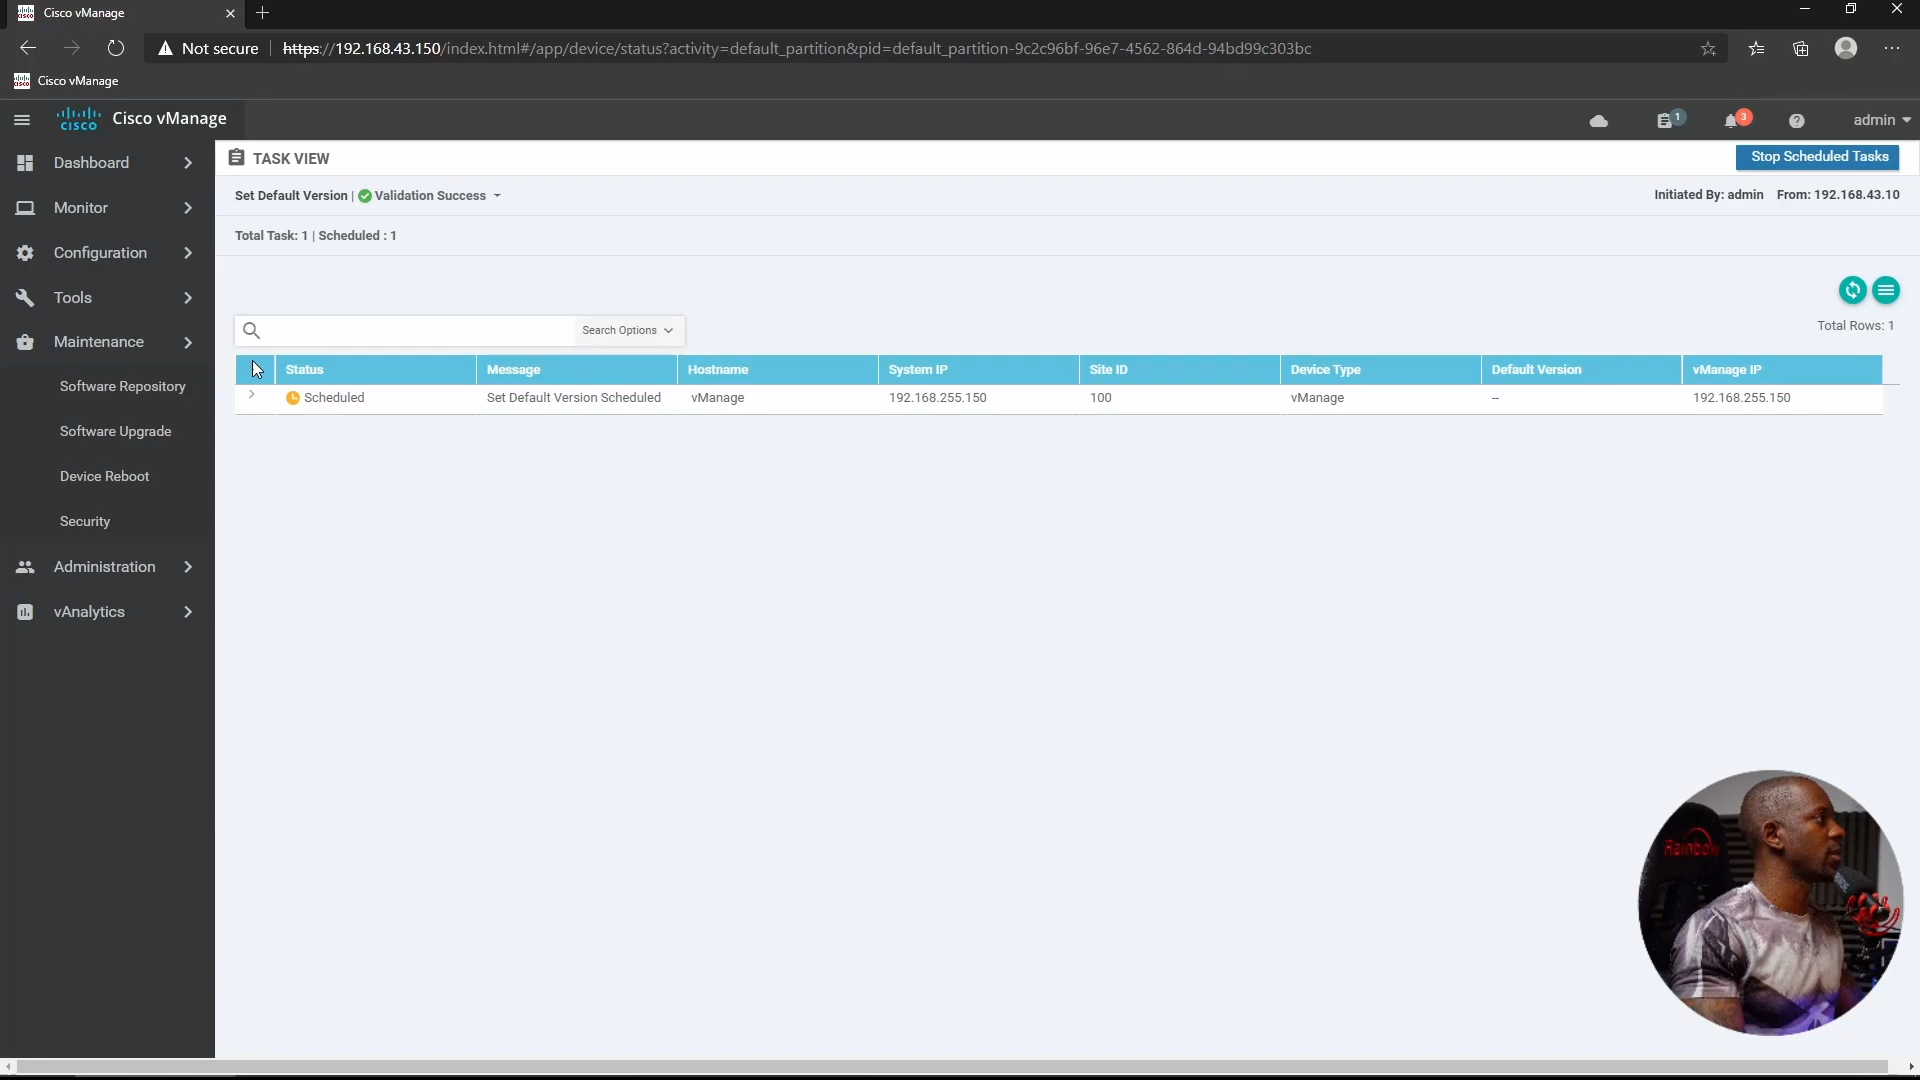 Cisco vManage
Not secure
https://192.168.43.150/index.html#/app/device/status?activity=default_partition&pid=default_partition-9c2c96bf-96e7-4562-864d-94bd99c303bc
Cisco vManage
cisco Cisco vManage
1
3
admin
Dashboard
Monitor
Configuration
Tools
Maintenance
Software Repository
Software Upgrade
Device Reboot
Security
Administration
vAnalytics
TASK VIEW
Stop Scheduled Tasks
Set Default Version | Validation Success
Initiated By: admin From: 192.168.43.10
Total Task: 1 | Scheduled : 1
Search Options
Total Rows: 1
Status Message Hostname System IP Site ID Device Type Default Version vManage IP
Scheduled Set Default Version Scheduled vManage 192.168.255.150 100 vManage -- 192.168.255.150
Rainbow
RØDE